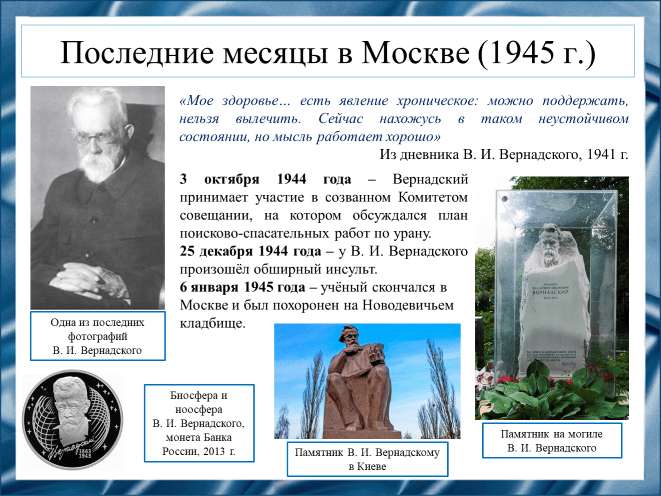 Последние месяцы в Москве (1945 г.)
«Мое здоровье… есть явление хроническое: можно поддержать,
нельзя вылечить. Сейчас нахожусь в таком неустойчивом
состоянии, но мысль работает хорошо»
Из дневника В. И. Вернадского, 1941 г.
3 октября 1944 года – Вернадский
принимает участие в созванном Комитетом
совещании, на котором обсуждался план
поисково-спасательных работ по урану.
25 декабря 1944 года – у В. И. Вернадского
произошёл обширный инсульт.
6 января 1945 года – учёный скончался в
Москве и был похоронен на Новодевичьем
кладбище.
Одна из последних
фотографий
В. И. Вернадского
Биосфера и
ноосфера
В. И. Вернадского,
монета Банка
России, 2013 г.
Памятник В. И. Вернадскому
в Киеве
Памятник на могиле
В. И. Вернадского
ВЕРНАДСКИЙ
1863
1945